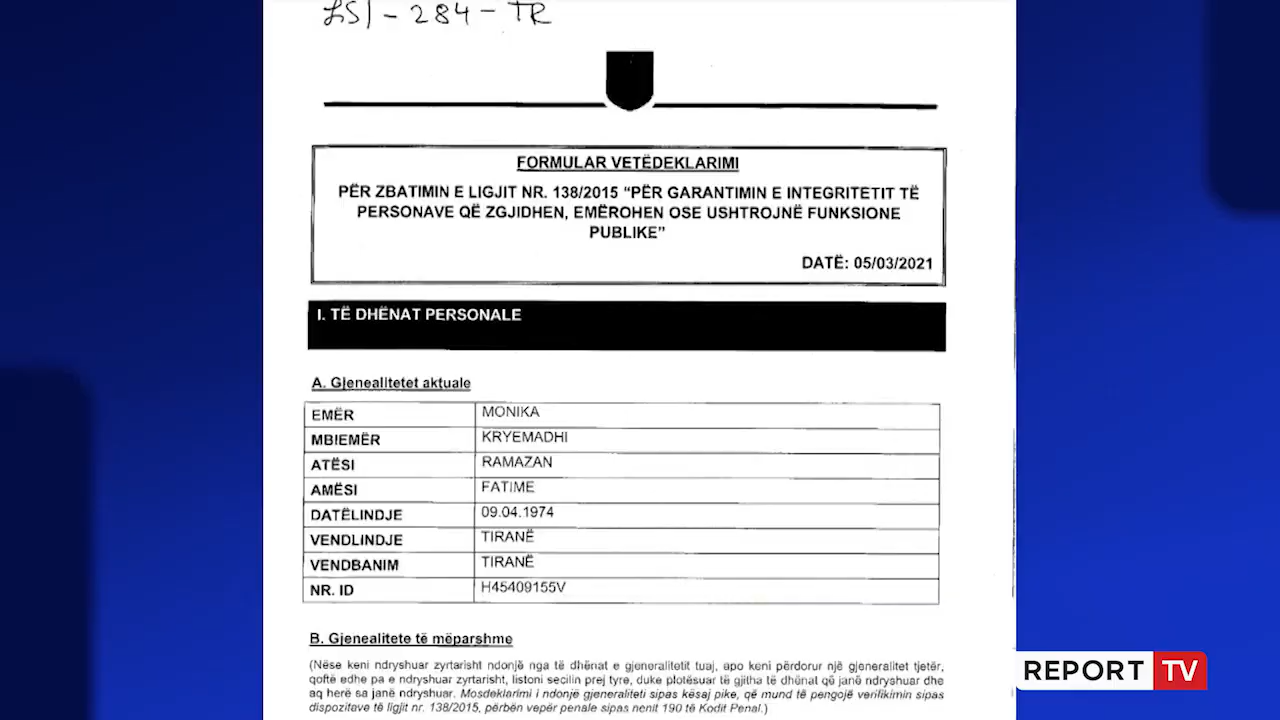 LSI - 284 - TR
FORMULAR VETËDEKLARIMI
PËR ZBATIMIN E LIGJIT NR. 138/2015 “PËR GARANTIMIN E INTEGRITETIT TË
PERSONAVE QË ZGJIDHEN, EMËROHEN OSE USHTROJNË FUNKSIONE
PUBLIKE”
DATË: 05/03/2021
I. TË DHËNAT PERSONALE
A. Gjenealitetet aktuale
EMËR MONIKA
MBIEMËR KRYEMADHI
ATËSI RAMAZAN
AMËSI FATIME
DATËLINDJE 09.04.1974
VENDLINDJE TIRANË
VENDBANIM TIRANË
NR. ID H45409155V
B. Gjenealitete të mëparshme
(Nëse keni ndryshuar zyrtarisht ndonjë nga të dhënat e gjeneralitetit tuaj, apo keni përdorur një gjeneralitet tjetër,
qoftë edhe pa e ndryshuar zyrtarisht, listoni secilin prej tyre, duke plotësuar të gjitha të dhënat që janë ndryshuar dhe
aq herë sa janë ndryshuar. Mosdeklarimi i ndonjë gjeneraliteti sipas kësaj pike, që mund të pengojë verifikimin sipas
dispozitave të ligjit nr. 138/2015, përbën vepër penale sipas nenit 190 të Kodit Penal.)
REPORT TV